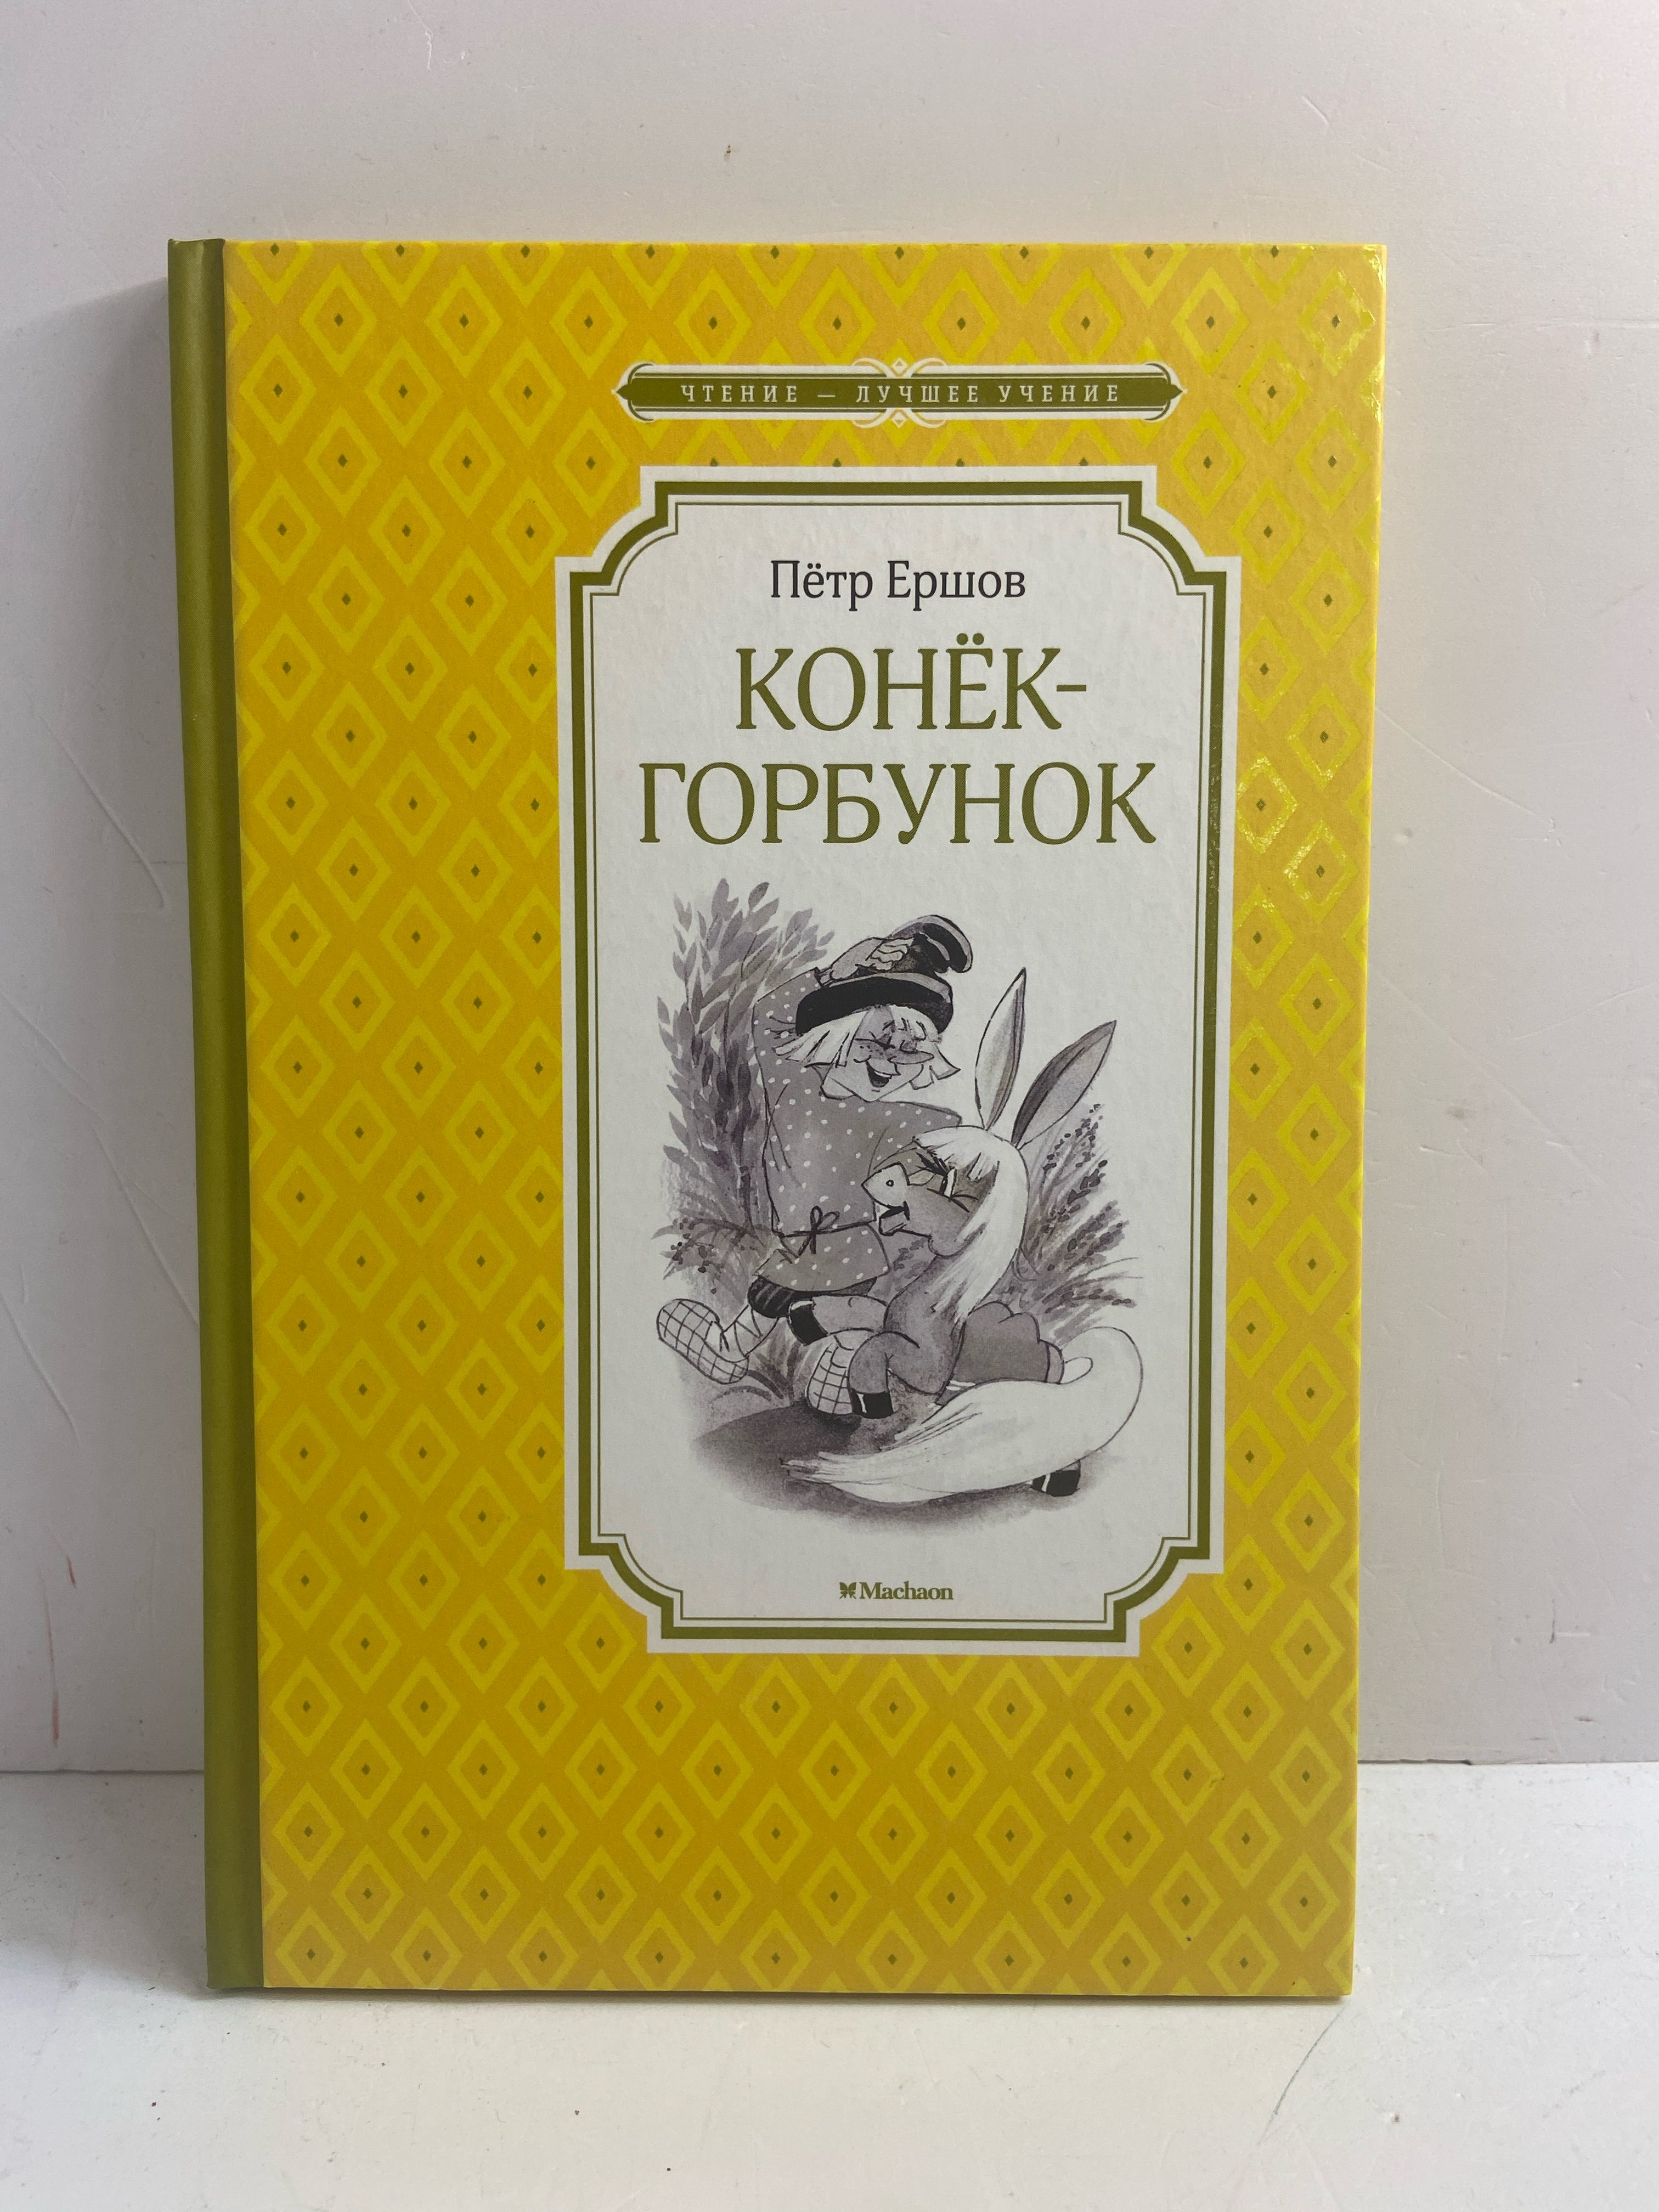 ЧТЕНИЕ — ЛУЧШЕЕ УЧЕНИЕ
Пётр Ершов
КОНЁК-
ГОРБУНОК
Machaon